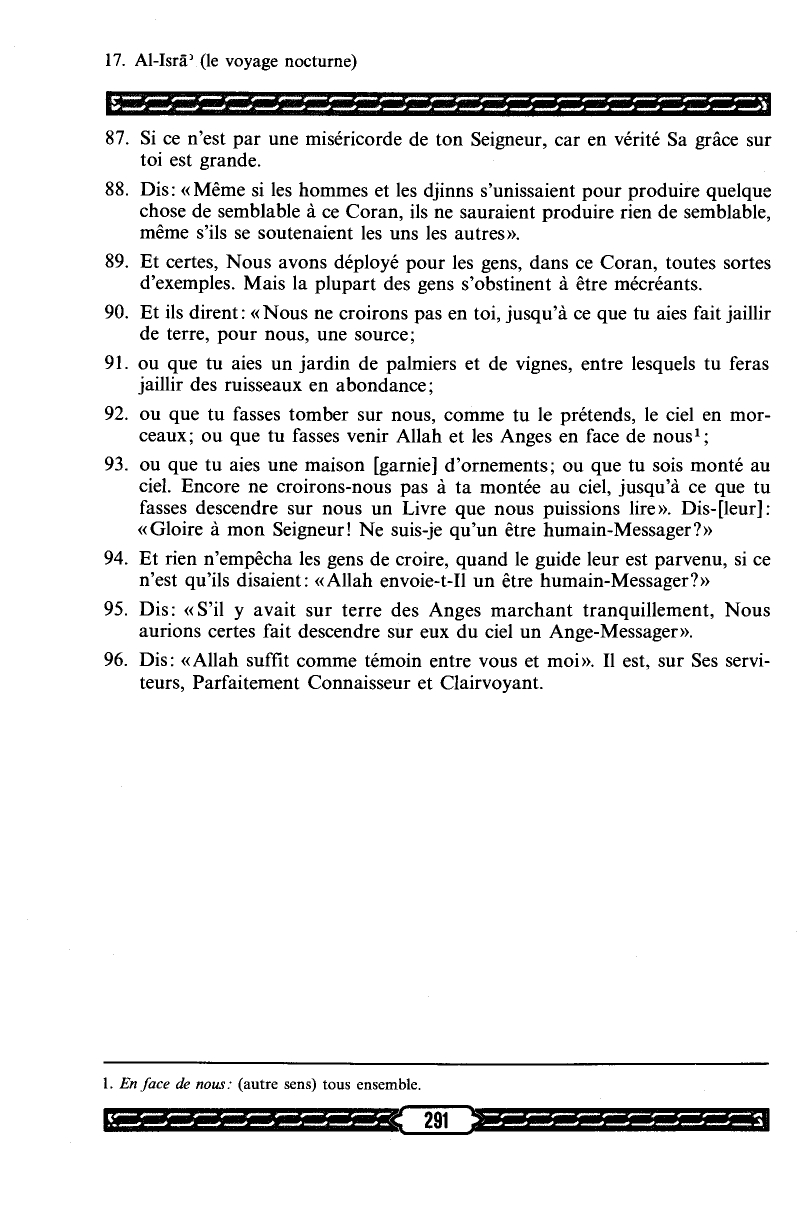 17. Al-Isrā’ (le voyage nocturne)
87. Si ce n’est par une miséricorde de ton Seigneur, car en vérité Sa grâce sur
toi est grande.
88. Dis: «Même si les hommes et les djinns s’unissaient pour produire quelque
chose de semblable à ce Coran, ils ne sauraient produire rien de semblable,
même s’ils se soutenaient les uns les autres».
89. Et certes, Nous avons déployé pour les gens, dans ce Coran, toutes sortes
d’exemples. Mais la plupart des gens s’obstinent à être mécréants.
90. Et ils dirent: «Nous ne croirons pas en toi, jusqu’à ce que tu aies fait jaillir
de terre, pour nous, une source;
91. ou que tu aies un jardin de palmiers et de vignes, entre lesquels tu feras
jaillir des ruisseaux en abondance;
92. ou que tu fasses tomber sur nous, comme tu le prétends, le ciel en mor-
ceaux; ou que tu fasses venir Allah et les Anges en face de nous¹;
93. ou que tu aies une maison [garnie] d’ornements; ou que tu sois monté au
ciel. Encore ne croirons-nous pas à ta montée au ciel, jusqu’à ce que tu
fasses descendre sur nous un Livre que nous puissions lire». Dis-[leur]:
«Gloire à mon Seigneur! Ne suis-je qu’un être humain-Messager?»
94. Et rien n’empêcha les gens de croire, quand le guide leur est parvenu, si ce
n’est qu’ils disaient: «Allah envoie-t-Il un être humain-Messager?»
95. Dis: «S’il y avait sur terre des Anges marchant tranquillement, Nous
aurions certes fait descendre sur eux du ciel un Ange-Messager».
96. Dis: «Allah suffit comme témoin entre vous et moi». Il est, sur Ses servi-
teurs, Parfaitement Connaisseur et Clairvoyant.
1. En face de nous: (autre sens) tous ensemble.
291